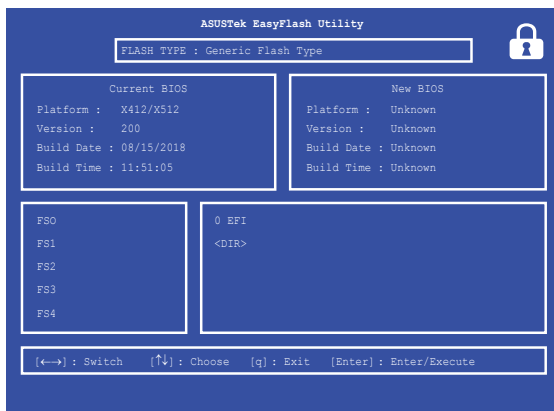 ASUSTek EasyFlash Utility
FLASH TYPE : Generic Flash Type
Current BIOS
Platform : X412/X512
Version : 200
Build Date : 08/15/2018
Build Time : 11:51:05
New BIOS
Platform : Unknown
Version : Unknown
Build Date : Unknown
Build Time : Unknown
FSO
FS1
FS2
FS3
FS4
0 EFI
<DIR>
[←→] : Switch [↑↓] : Choose [q] : Exit [Enter] : Enter/Execute